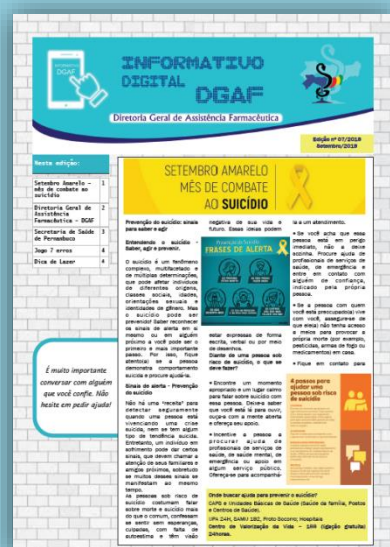 INFORMATIVO
DGAF
INFORMATIVO
DIGITAL
DGAF
Diretoria Geral de Assistência Farmacêutica
Edição nº 07/2019
Setembro/2019
Nesta edição:
Setembro Amarelo - mês de combate ao suicídio 1
Diretoria Geral de Assistência Farmacêutica - DGAF 2
Secretaria de Saúde de Pernambuco 3
Jogo 7 erros 4
Dica de Lazer 4
É muito importante
conversar com alguém
que você confie. Não
hesite em pedir ajuda!
SETEMBRO AMARELO
MÊS DE COMBATE
AO SUICÍDIO
Prevenção do suicídio: sinais
para saber e agir
Entendendo o suicídio -
Saber, agir e prevenir.
O suicídio é um fenômeno
complexo, multifacetado e
de múltiplas determinações,
que pode afetar indivíduos
de diferentes origens,
classes sociais, idades,
orientações sexuais e
identidades de gênero. Mas
o suicídio pode ser
prevenido! Saber reconhecer
os sinais de alerta em si
mesmo ou em alguém
próximo a você pode ser o
primeiro e mais importante
passo. Por isso, fique
atento(a) se a pessoa
demonstra comportamento
suicida e procure ajudá-la.
Sinais de alerta - Prevenção
do suicídio
Não há uma "receita" para
detectar seguramente
quando uma pessoa está
vivenciando uma crise
suicida, nem se tem algum
tipo de tendência suicida.
Entretanto, um indivíduo em
sofrimento pode dar certos
sinais, que devem chamar a
atenção de seus familiares e
amigos próximos, sobretudo
se muitos desses sinais se
manifestam ao mesmo
tempo.
As pessoas sob risco de
suicídio costumam falar
sobre morte e suicídio mais
do que o comum, confessam
se sentir sem esperanças,
culpadas, com falta de
autoestima e têm visão
negativa de sua vida e
futuro. Essas ideias podem
FRASES DE ALERTA
estar expressas de forma
escrita, verbal ou por meio
de desenhos.
Diante de uma pessoas sob
risco de suicídio, o que se
deve fazer?
• Encontre um momento
apropriado e um lugar calmo
para falar sobre suicídio com
essa pessoa. Deixe-a saber
que você está lá para ouvir,
ouça-a com a mente aberta
e ofereça seu apoio.
• Incentive a pessoa a
procurar ajuda de
profissionais de serviços de
saúde, de saúde mental, de
emergência ou apoio em
algum serviço público.
Ofereça-se para acompanhá-
la a um atendimento.
• Se você acha que essa
pessoa está em perigo
imediato, não a deixe
sozinha. Procure ajuda de
profissionais de serviços de
saúde, de emergência e
entre em contato com
alguém de confiança,
indicado pela própria
pessoa.
• Se a pessoa com quem
você está preocupado(a) vive
com você, assegure-se de
que ele(a) não tenha acesso
a meios para provocar a
própria morte (por exemplo,
pesticidas, armas de fogo ou
medicamentos) em casa.
• Fique em contato para
4 passos para
ajudar uma
pessoa sob risco
de suicídio
Onde buscar ajuda para prevenir o suicídio?
CAPS e Unidades Básicas de Saúde (Saúde da família, Postos
e Centros de Saúde).
UPA 24H, SAMU 192, Pronto Socorro; Hospitais
Centro de Valorização da Vida - 188 (ligação gratuita)
24horas.